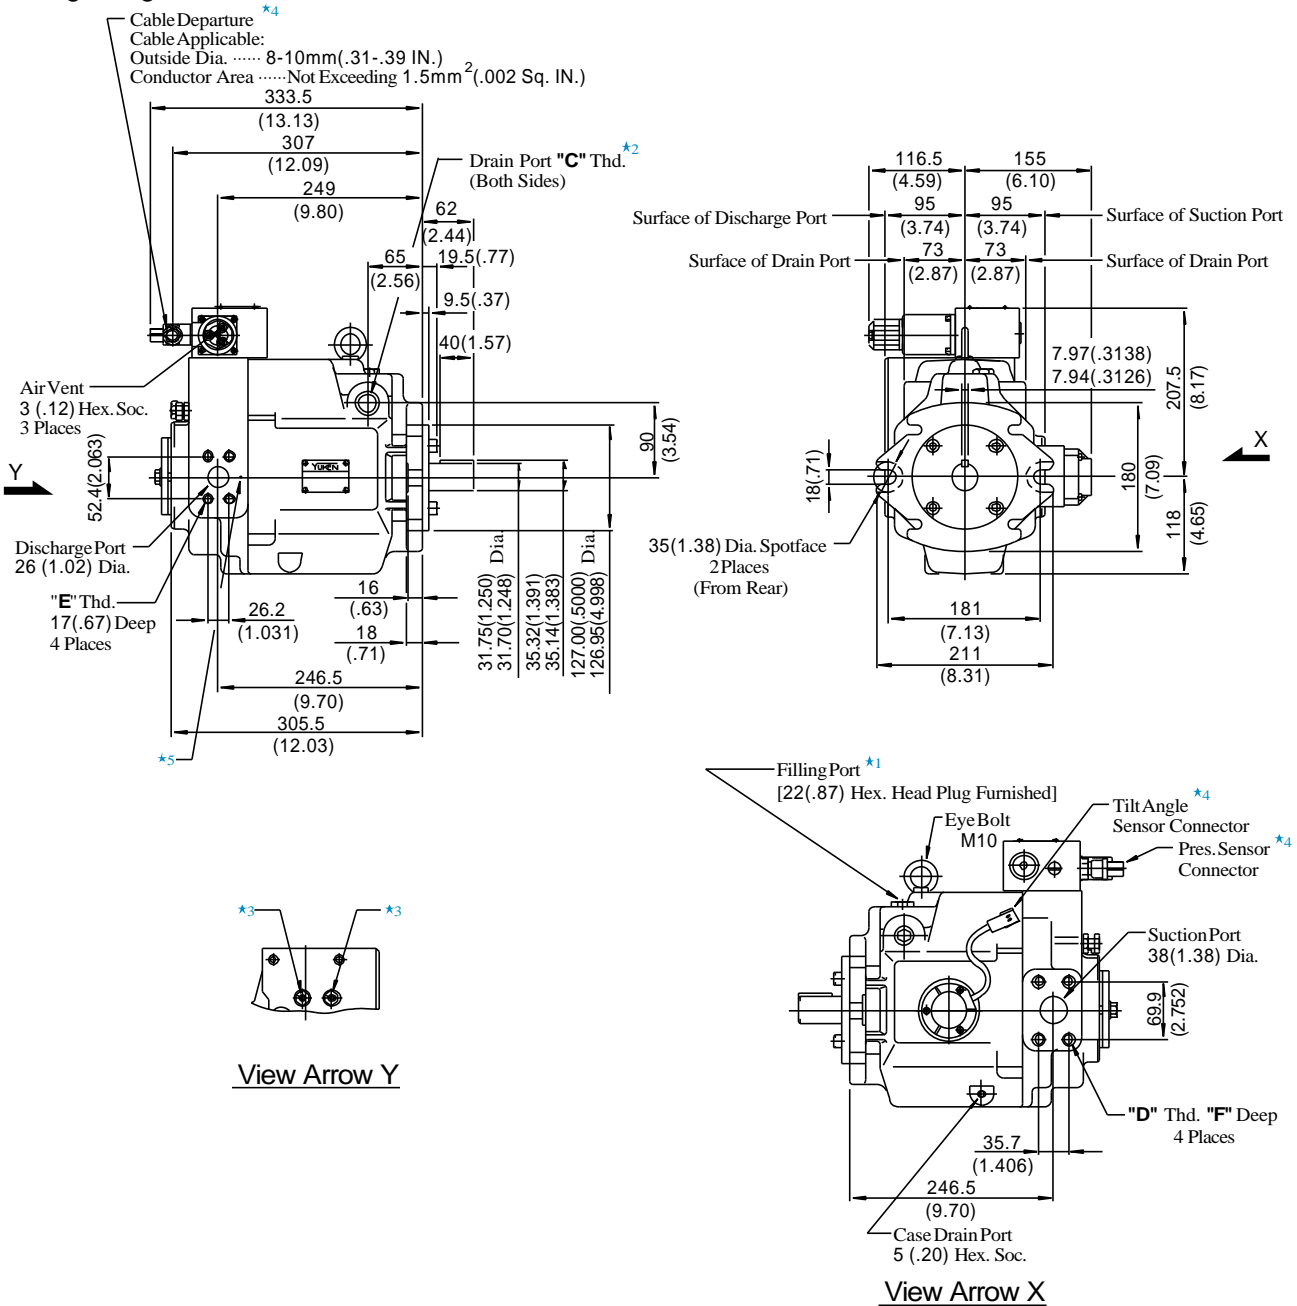 Cable Departure ★4
Cable Applicable:
Outside Dia. ······ 8-10mm(.31-.39 IN.)
Conductor Area ······Not Exceeding 1.5mm2(.002 Sq. IN.)
333.5
(13.13)
307
(12.09)
249
(9.80)
Drain Port "C" Thd.★2
(Both Sides)
62
(2.44)
65
(2.56)
19.5(.77)
9.5(.37)
40(1.57)
Air Vent
3 (.12) Hex. Soc.
3 Places
Y
52.4(2.063)
YUKEN
90
(3.54)
Discharge Port
26 (1.02) Dia.
"E" Thd.
17(.67) Deep
4 Places
26.2
(1.031)
16
(.63)
18
(.71)
31.75(1.250)
31.70(1.248) Dia.
35.32(1.391)
35.14(1.383)
127.00(.5000)
126.95(4.998) Dia.
246.5
(9.70)
305.5
(12.03)
★5
116.5
(4.59)
155
(6.10)
Surface of Discharge Port
95
(3.74)
95
(3.74)
Surface of Suction Port
Surface of Drain Port
73
(2.87)
73
(2.87)
Surface of Drain Port
7.97(.3138)
7.94(.3126)
207.5
(8.17)
X
18(.71)
180
(7.09)
118
(4.65)
35(1.38) Dia. Spotface
2 Places
(From Rear)
181
(7.13)
211
(8.31)
Filling Port ★1
[22(.87) Hex. Head Plug Furnished]
Eye Bolt
M10
Tilt Angle ★4
Sensor Connector
Pres. Sensor ★4
Connector
Suction Port
38(1.38) Dia.
69.9
(2.752)
"D" Thd. "F" Deep
4 Places
35.7
(1.406)
246.5
(9.70)
Case Drain Port
5 (.20) Hex. Soc.
View Arrow X
★3
★3
View Arrow Y